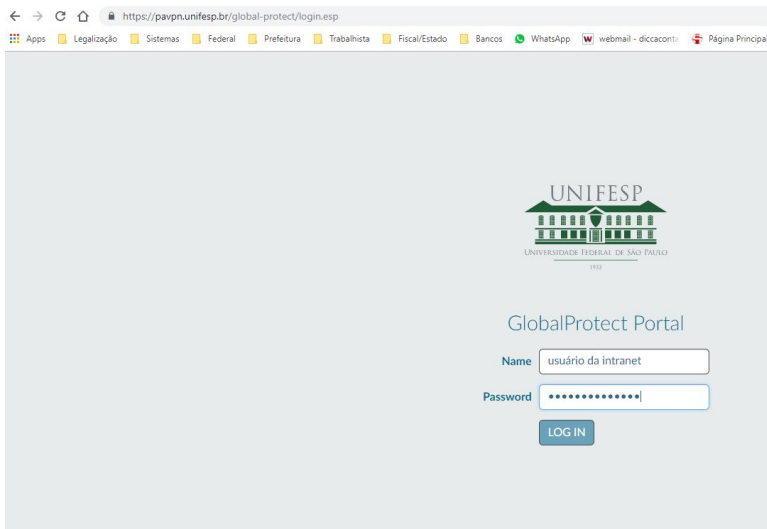 https://pavpn.unifesp.br/global-protect/login.esp
Apps Legalização Sistemas Federal Prefeitura Trabalhista Fiscal/Estado Bancos WhatsApp webmail - diccaconta Página Principal
UNIFESP
UNIVERSIDADE FEDERAL DE SÃO PAULO
1933
GlobalProtect Portal
Name usuário da intranet
Password ••••••••••••••
LOG IN